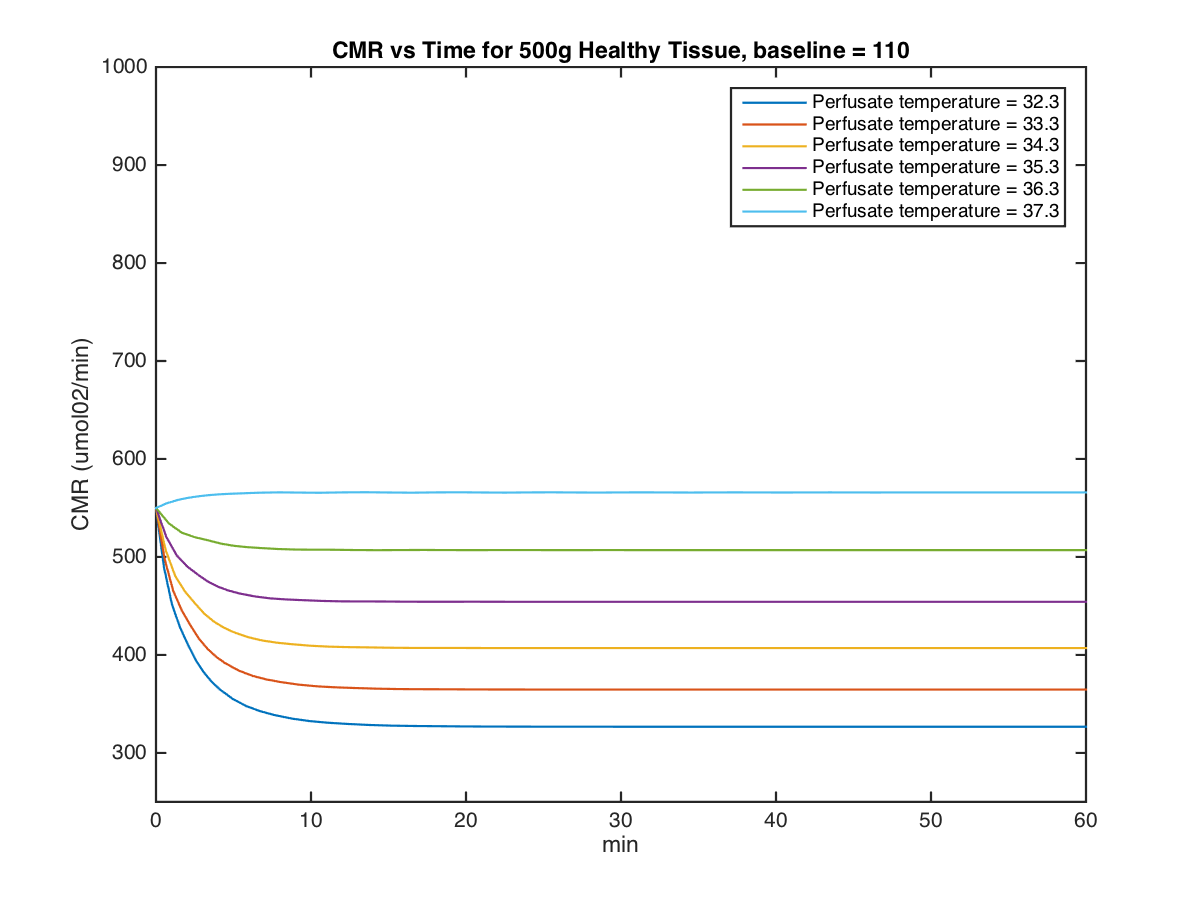 CMR vs Time for 500g Healthy Tissue, baseline = 110
1000
900
800
700
600
500
400
300
CMR (umol02/min)
Perfusate temperature = 32.3
Perfusate temperature = 33.3
Perfusate temperature = 34.3
Perfusate temperature = 35.3
Perfusate temperature = 36.3
Perfusate temperature = 37.3
0 10 20 30 40 50 60
min